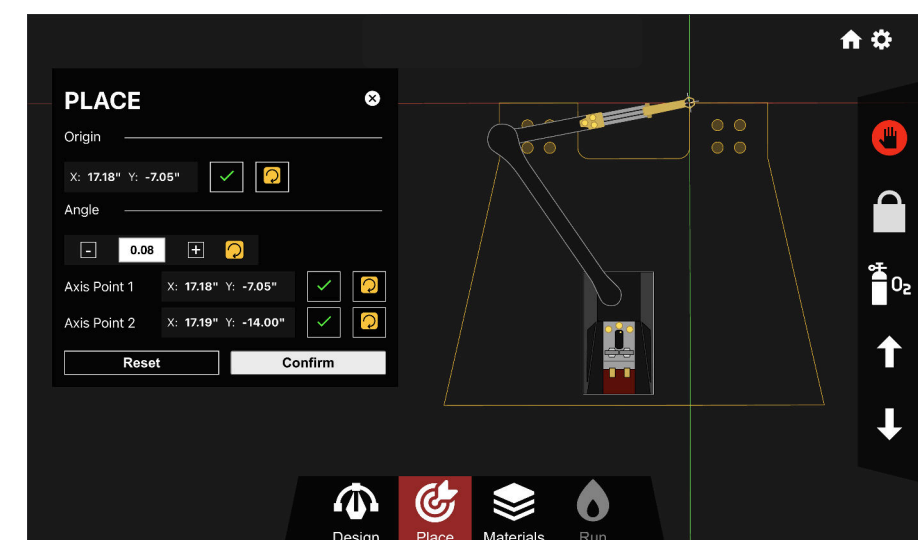 PLACE
Origin
X: 17.18" Y: -7.05"
Angle
- 0.08 +
Axis Point 1 X: 17.18" Y: -7.05"
Axis Point 2 X: 17.19" Y: -14.00"
Reset Confirm
O2
Design Place Materials Run